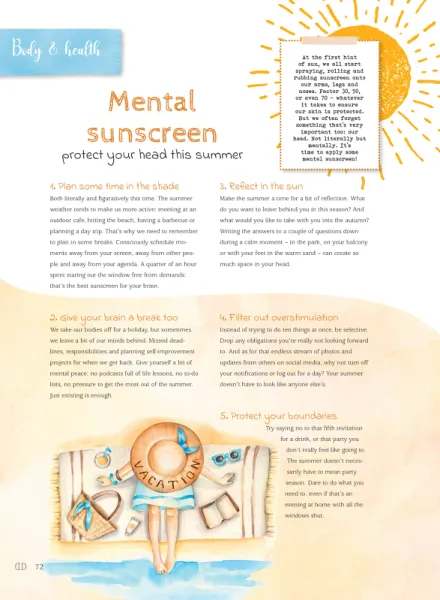 Body & health
At the first hint
of sun, we all start
spraying, rolling and
rubbing sunscreen onto
our arms, legs and
noses. Factor 30, 50,
or even 70 – whatever
it takes to ensure
our skin is protected.
But we often forget
something that's very
important too: our
head. Not literally but
mentally. It's
time to apply some
mental sunscreen!
Mental
sunscreen
protect your head this summer
1. Plan some time in the shade
Both literally and figuratively this time. The summer
weather tends to make us more active: meeting at an
outdoor cafe, hitting the beach, having a barbecue or
planning a day trip. That's why we need to remember
to plan in some breaks. Consciously schedule mo-
ments away from your screen, away from other peo-
ple and away from your agenda. A quarter of an hour
spent staring out the window free from demands:
that's the best sunscreen for your brain.
2. Give your brain a break too
We take our bodies off for a holiday, but sometimes
we leave a bit of our minds behind. Missed dead-
lines, responsibilities and planning self improvement
projects for when we get back. Give yourself a bit of
mental peace: no podcasts full of life lessons, no to-do
lists, no pressure to get the most out of the summer.
Just existing is enough.
3. Reflect in the sun
Make the summer a time for a bit of reflection. What
do you want to leave behind you in this season? And
what would you like to take with you into the autumn?
Writing the answers to a couple of questions down
during a calm moment – in the park, on your balcony
or with your feet in the warm sand – can create so
much space in your head.
4. Filter out overstimulation
Instead of trying to do ten things at once, be selective.
Drop any obligations you're really not looking forward
to. And as for that endless stream of photos and
updates from others on social media, why not turn off
your notifications or log out for a day? Your summer
doesn't have to look like anyone else's.
5. Protect your boundaries
Try saying no to that fifth invitation
for a drink, or that party you
don't really feel like going to.
The summer doesn't neces-
sarily have to mean party
season. Dare to do what you
need to, even if that's an
evening at home with all the
windows shut.
VACATION
72